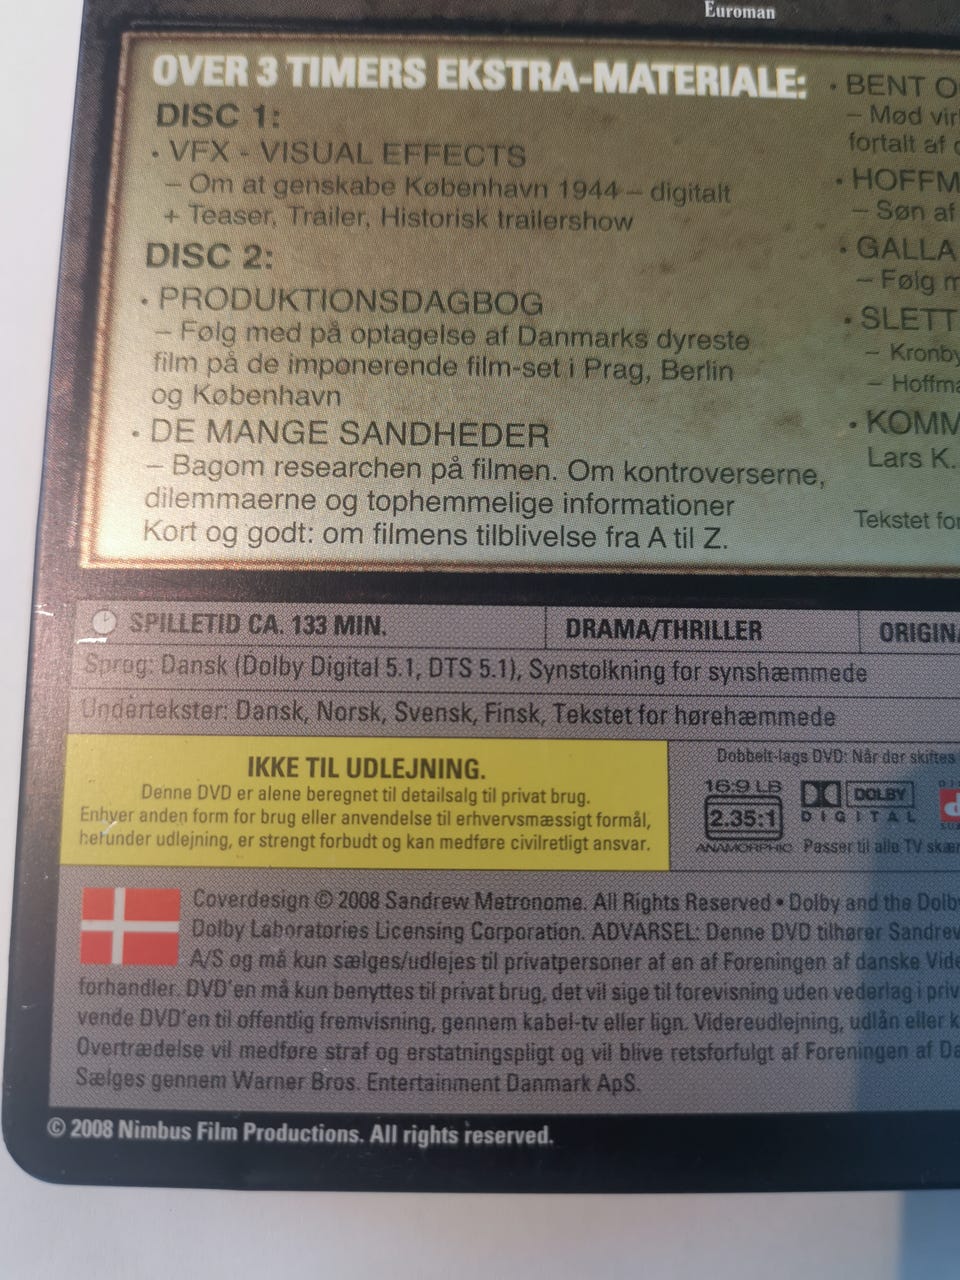 Euroman
OVER 3 TIMERS EKSTRA-MATERIALE:
DISC 1:
· VFX - VISUAL EFFECTS
– Om at genskabe København 1944 – digitalt
+ Teaser, Trailer, Historisk trailershow
DISC 2:
· PRODUKTIONSDAGBOG
– Følg med på optagelse af Danmarks dyreste
film på de imponerende film-set i Prag, Berlin
og København
· DE MANGE SANDHEDER
– Bagom researchen på filmen. Om kontroverserne,
dilemmaerne og tophemmelige informationer
Kort og godt: om filmens tilblivelse fra A til Z.
· BENT
– Mød
fortalt af
· HOFFM
– Søn af
· GALLA
– Følg
· SLETT
– Kronby
– Hoffma
· KOMM
Lars K.
Tekstet for
SPILLETID CA. 133 MIN.
DRAMA/THRILLER
ORIGIN
Sprog: Dansk (Dolby Digital 5.1, DTS 5.1), Synstolkning for synshæmmede
Undertekster: Dansk, Norsk, Svensk, Finsk, Tekstet for hørehæmmede
IKKE TIL UDLEJNING.
Denne DVD er alene beregnet til detailsalg til privat brug.
Enhver anden form for brug eller anvendelse til erhvervsmæssigt formål,
herunder udlejning, er strengt forbudt og kan medføre civilretligt ansvar.
Dobbelt-lags DVD: Når der skiftes
16:9 LB
2.35:1
ANAMORPHIC
DOLBY
DIGITAL
Passer til alle TV skær
Coverdesign © 2008 Sandrew Metronome. All Rights Reserved • Dolby and the Dolb
Dolby Laboratories Licensing Corporation. ADVARSEL: Denne DVD tilhører Sandrew
A/S og må kun sælges/udlejes til privatpersoner af en af Foreningen af danske Vide
forhandler. DVD'en må kun benyttes til privat brug, det vil sige til forevisning uden vederlag i priv
vende DVD'en til offentlig fremvisning, gennem kabel-tv eller lign. Videreudlejning, udlån eller k
Overtrædelse vil medføre straf og erstatningspligt og vil blive retsforfulgt af Foreningen af Da
Sælges gennem Warner Bros. Entertainment Danmark ApS.
© 2008 Nimbus Film Productions. All rights reserved.